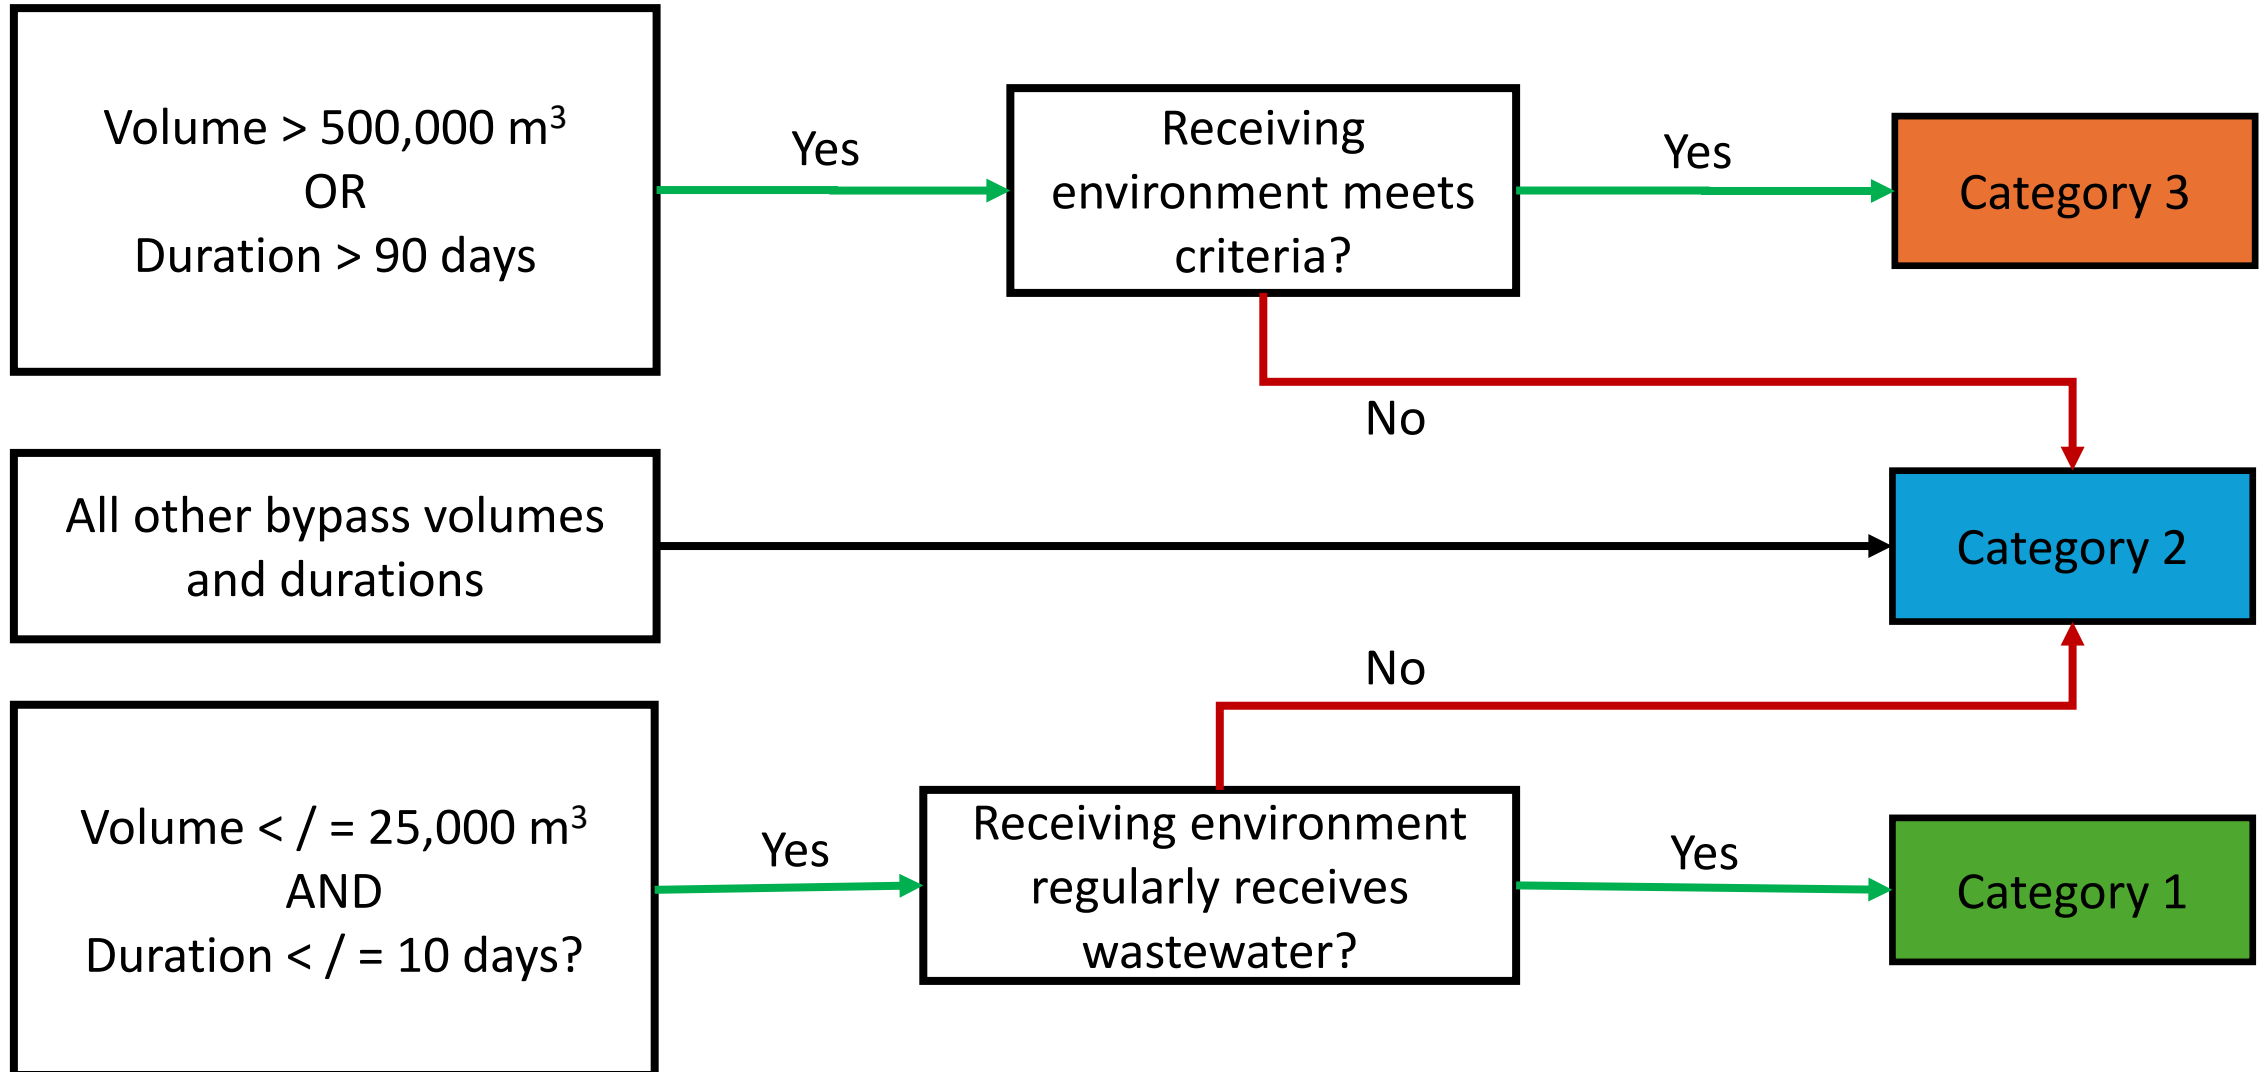 Volume > 500,000 m³
OR
Duration > 90 days
Yes
Receiving
environment meets
criteria?
Yes
Category 3
No
All other bypass volumes
and durations
Category 2
No
Volume < / = 25,000 m³
AND
Duration < / = 10 days?
Yes
Receiving environment
regularly receives
wastewater?
Yes
Category 1